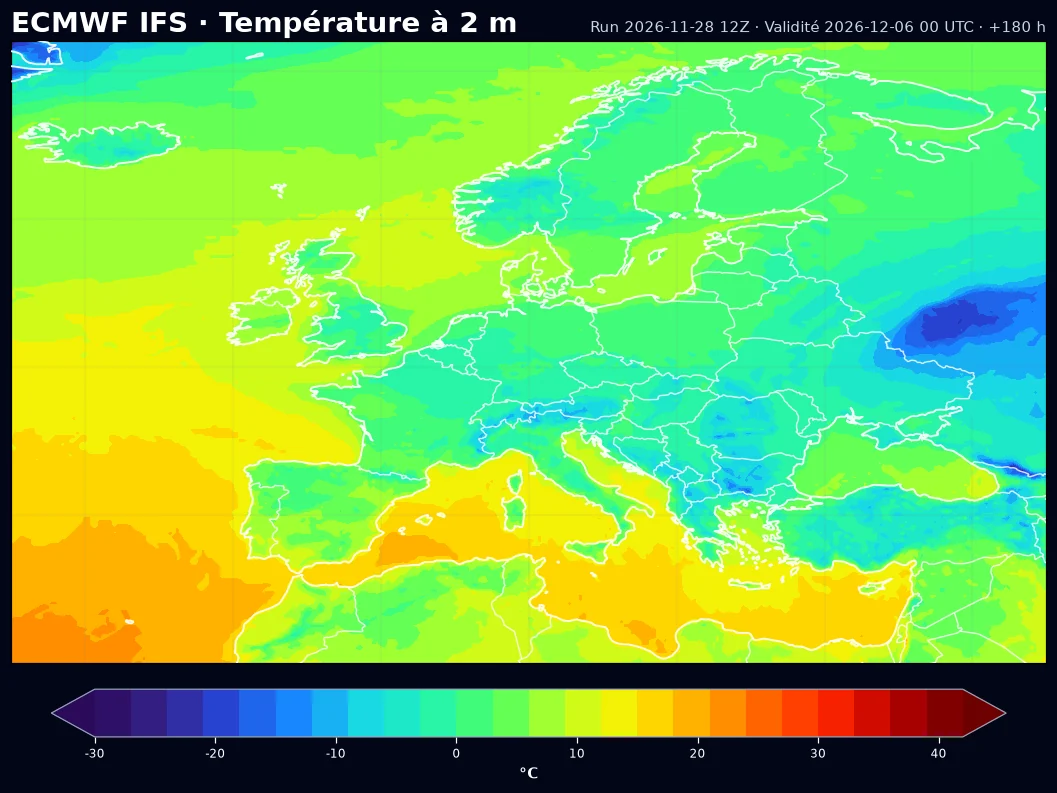 ECMWF IFS · Température à 2 m
Run 2026-11-28 12Z · Validité 2026-12-06 00 UTC · +180 h
-30 -20 -10 0 10 20 30 40
°C